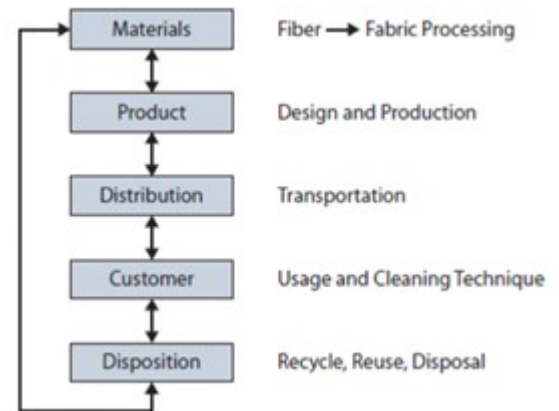 Materials Fiber → Fabric Processing
Product Design and Production
Distribution Transportation
Customer Usage and Cleaning Technique
Disposition Recycle, Reuse, Disposal